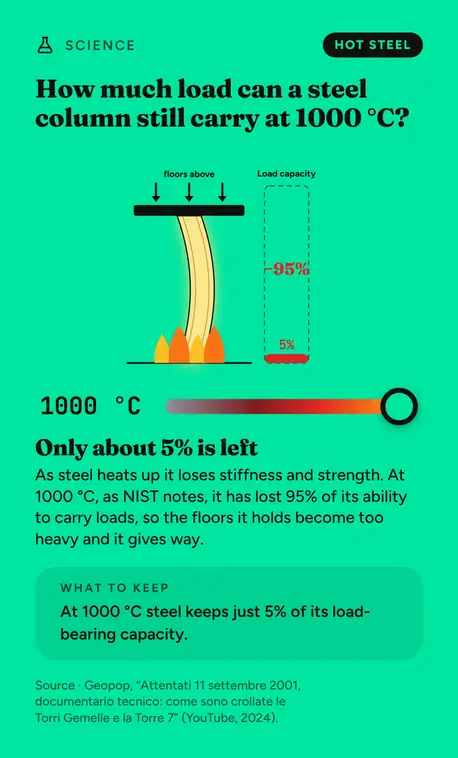 SCIENCE
HOT STEEL
How much load can a steel
column still carry at 1000 °C?
floors above
Load capacity
−95%
5%
1000 °C
Only about 5% is left
As steel heats up it loses stiffness and strength. At
1000 °C, as NIST notes, it has lost 95% of its ability
to carry loads, so the floors it holds become too
heavy and it gives way.
WHAT TO KEEP
At 1000 °C steel keeps just 5% of its load-
bearing capacity.
Source · Geopop, “Attentati 11 settembre 2001,
documentario tecnico: come sono crollate le
Torri Gemelle e la Torre 7” (YouTube, 2024).